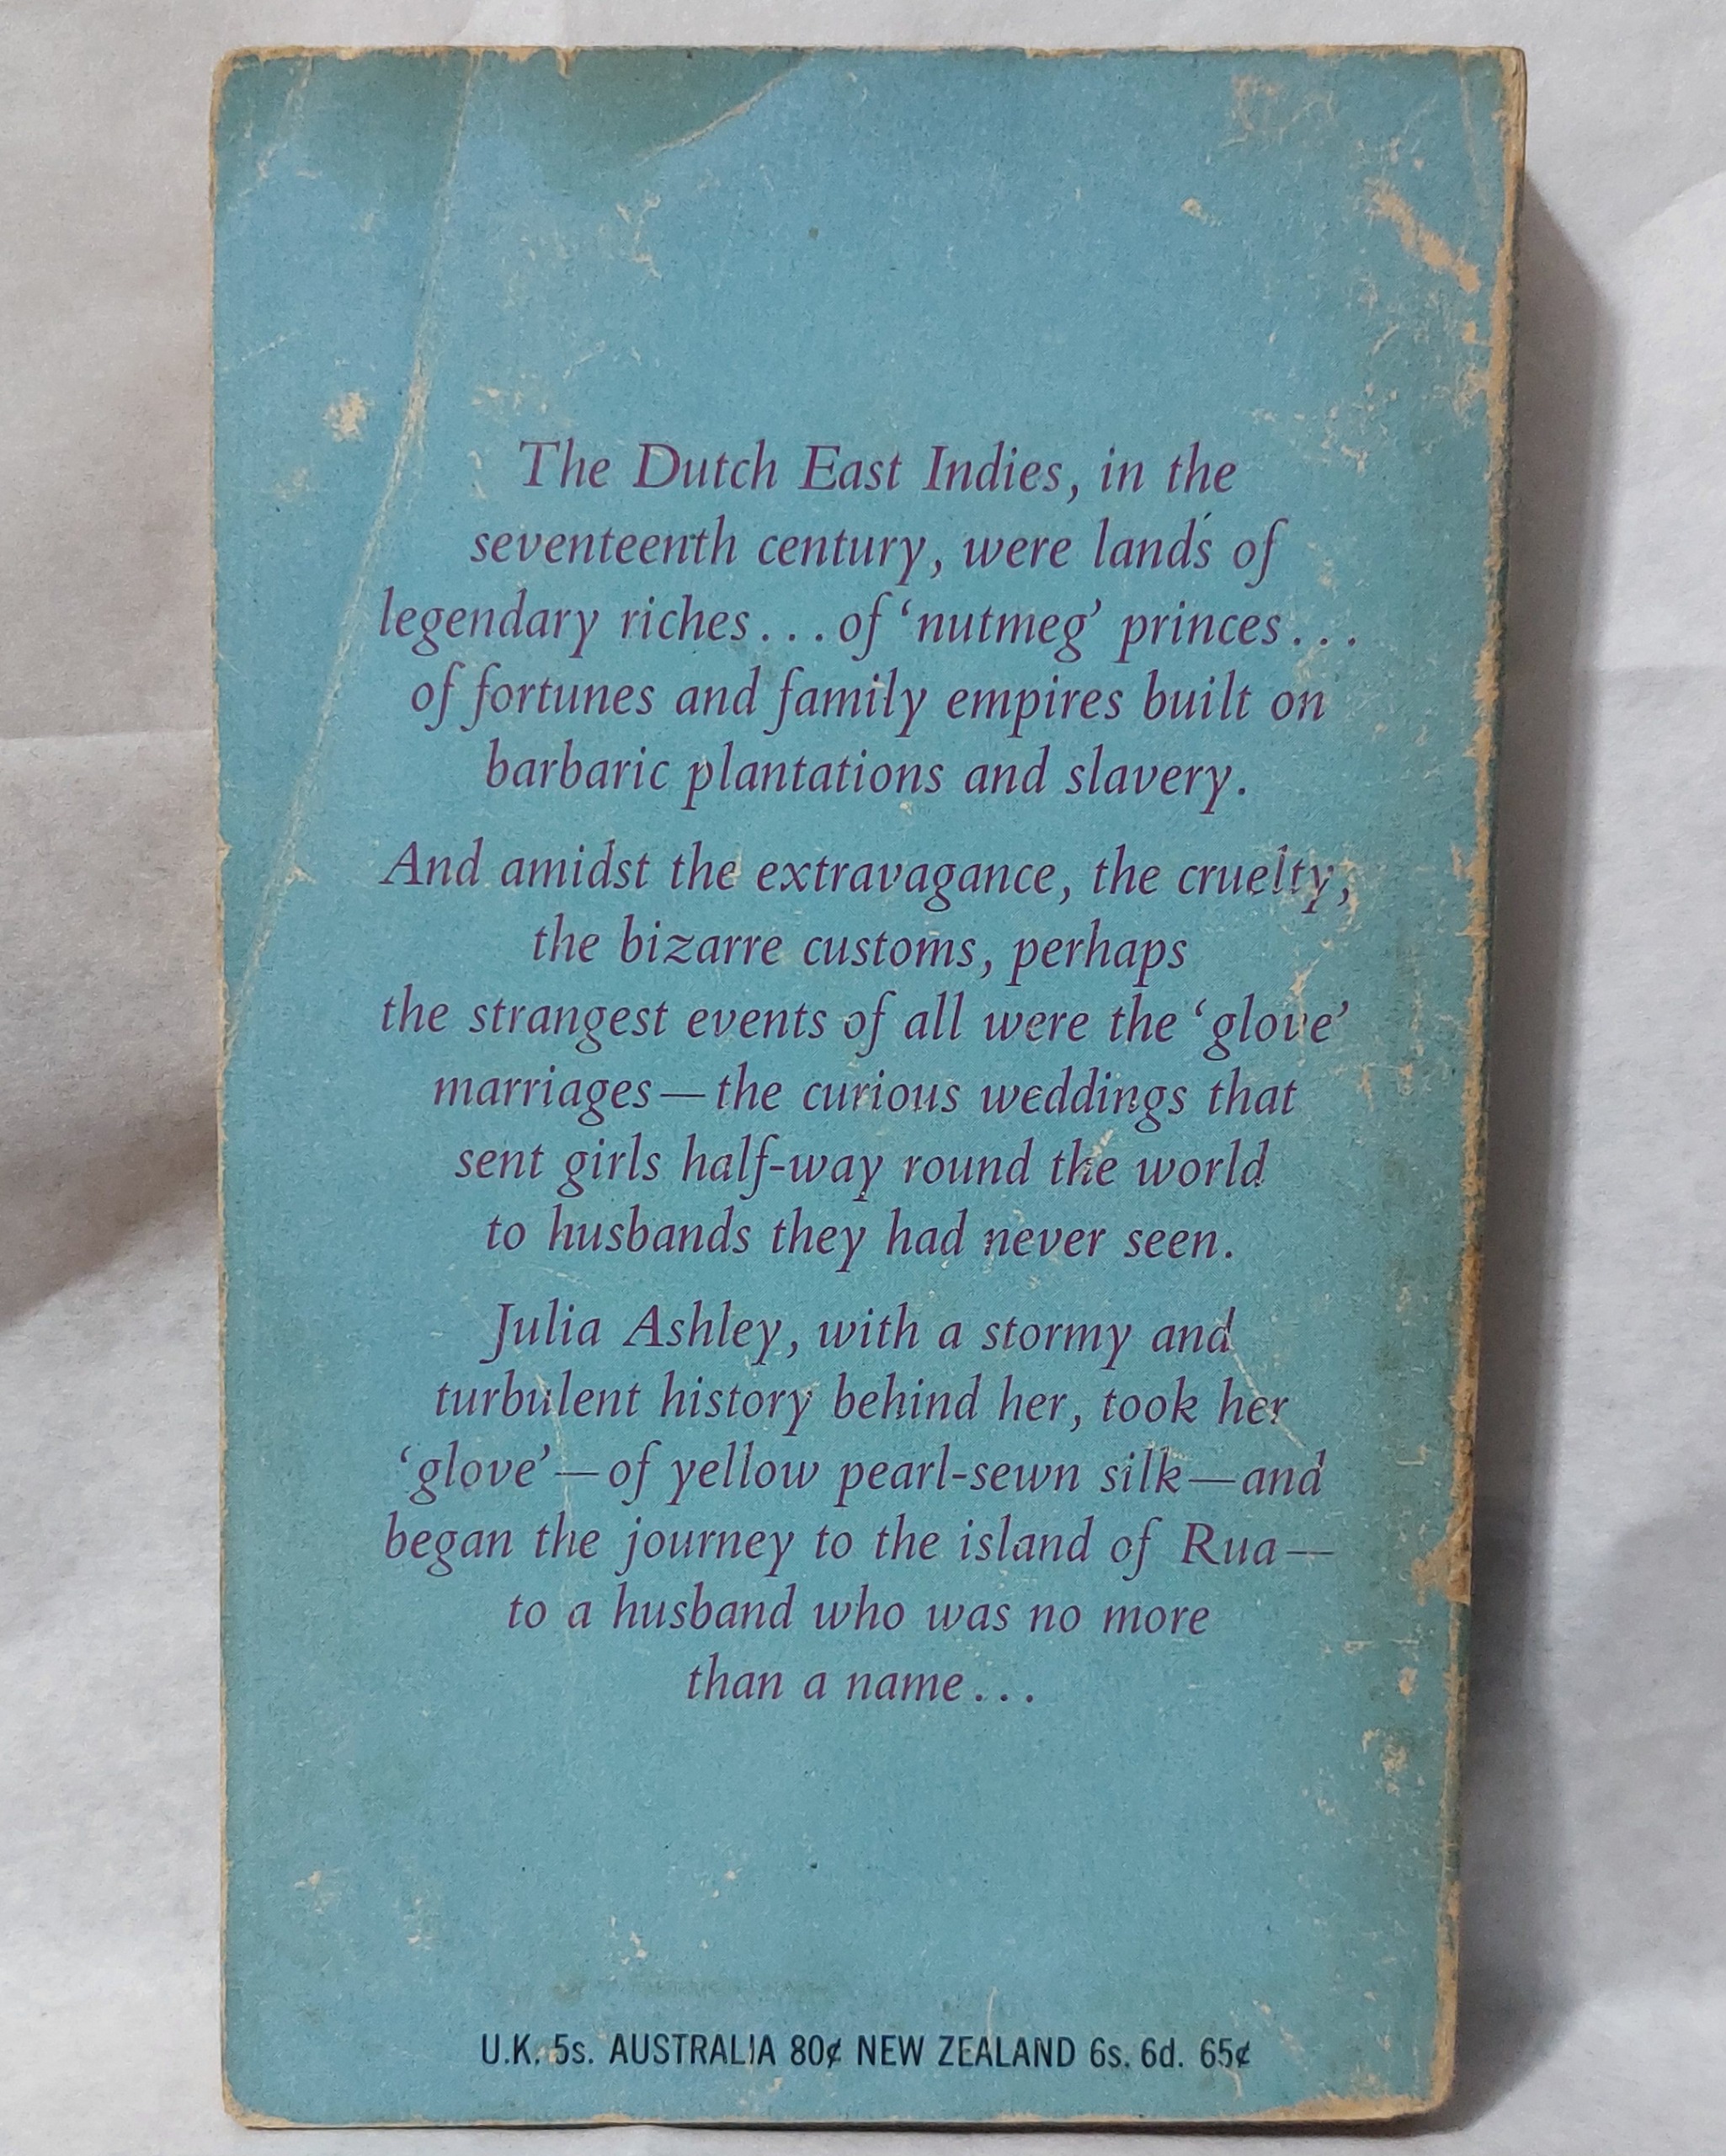 The Dutch East Indies, in the
seventeenth century, were lands of
legendary riches...of ‘nutmeg’ princes...
of fortunes and family empires built on
barbaric plantations and slavery.
And amidst the extravagance, the cruelty,
the bizarre customs, perhaps
the strangest events of all were the ‘glove’
marriages—the curious weddings that
sent girls half-way round the world
to husbands they had never seen.
Julia Ashley, with a stormy and
turbulent history behind her, took her
‘glove’—of yellow pearl-sewn silk—and
began the journey to the island of Rua—
to a husband who was no more
than a name...
U.K. 5s. AUSTRALIA 80¢ NEW ZEALAND 6s. 6d. 65¢